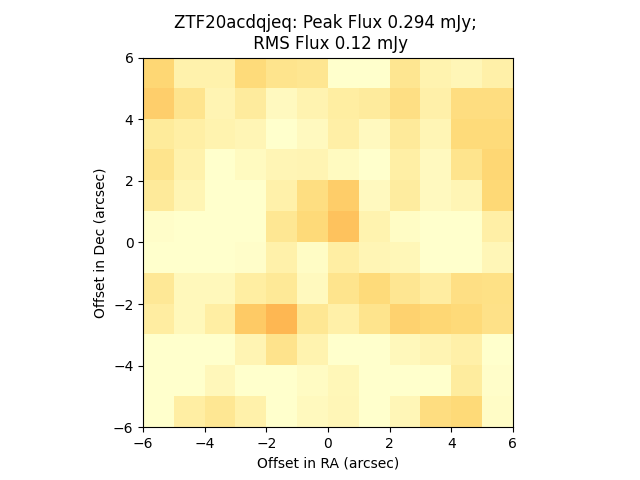 ZTF20acdqjeq: Peak Flux 0.294 mJy;
RMS Flux 0.12 mJy
6
4
2
0
−2
−4
−6
Offset in Dec (arcsec)
−6 −4 −2 0 2 4 6
Offset in RA (arcsec)